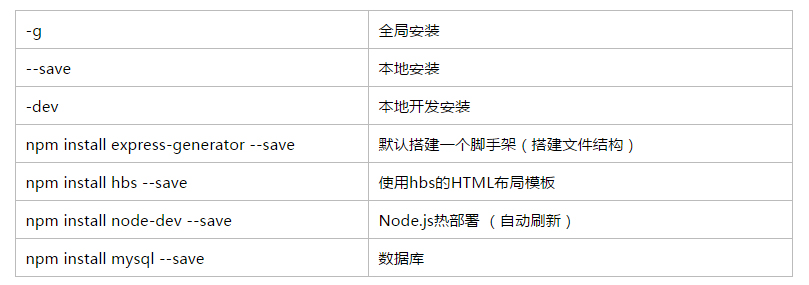 -g 全局安装
--save 本地安装
-dev 本地开发安装
npm install express-generator --save 默认搭建一个脚手架（搭建文件结构）
npm install hbs --save 使用hbs的HTML布局模板
npm install node-dev --save Node.js热部署 （自动刷新）
npm install mysql --save 数据库